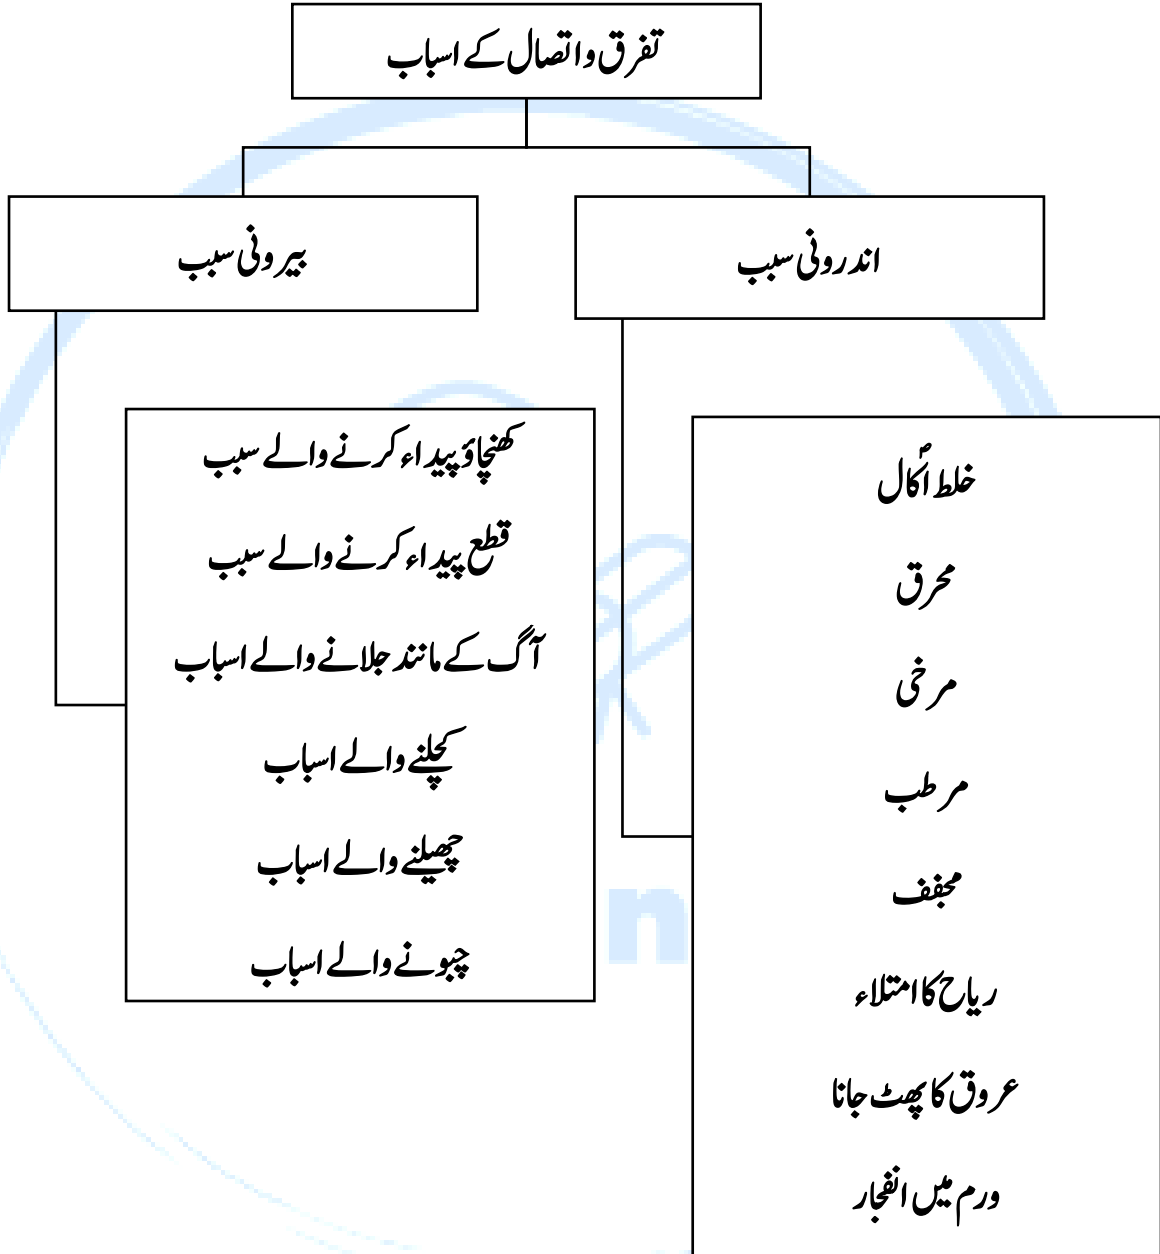 تفرق واتصال کے اسباب
اندرونی سبب
بیرونی سبب
خلط اکّال
محرق
مرخی
مرطب
مجفف
ریاح کا امتلاء
عروق کا پھٹ جانا
ورم میں انفجار
کھنچاؤ پیداء کرنے والے سبب
قطع پیداء کرنے والے سبب
آگ کے مانند جلانے والے اسباب
کچلنے والے اسباب
چھیلنے والے اسباب
چبونے والے اسباب
n